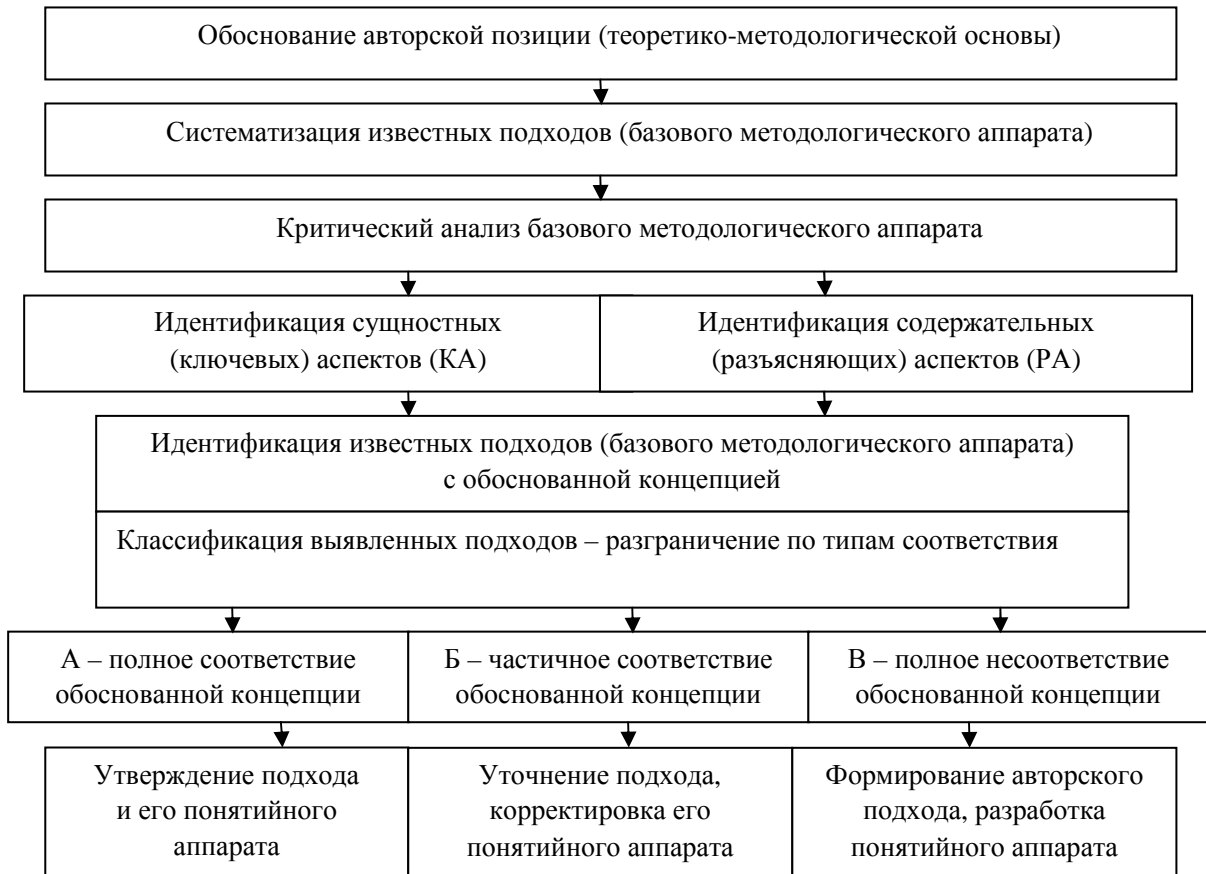 Обоснование авторской позиции (теоретико-методологической основы)
Систематизация известных подходов (базового методологического аппарата)
Критический анализ базового методологического аппарата
Идентификация сущностных
(ключевых) аспектов (КА)
Идентификация содержательных
(разъясняющих) аспектов (РА)
Идентификация известных подходов (базового методологического аппарата)
с обоснованной концепцией
Классификация выявленных подходов – разграничение по типам соответствия
А – полное соответствие
обоснованной концепции
Б – частичное соответствие
обоснованной концепции
В – полное несоответствие
обоснованной концепции
Утверждение подхода
и его понятийного
аппарата
Уточнение подхода,
корректировка его
понятийного аппарата
Формирование авторского
подхода, разработка
понятийного аппарата